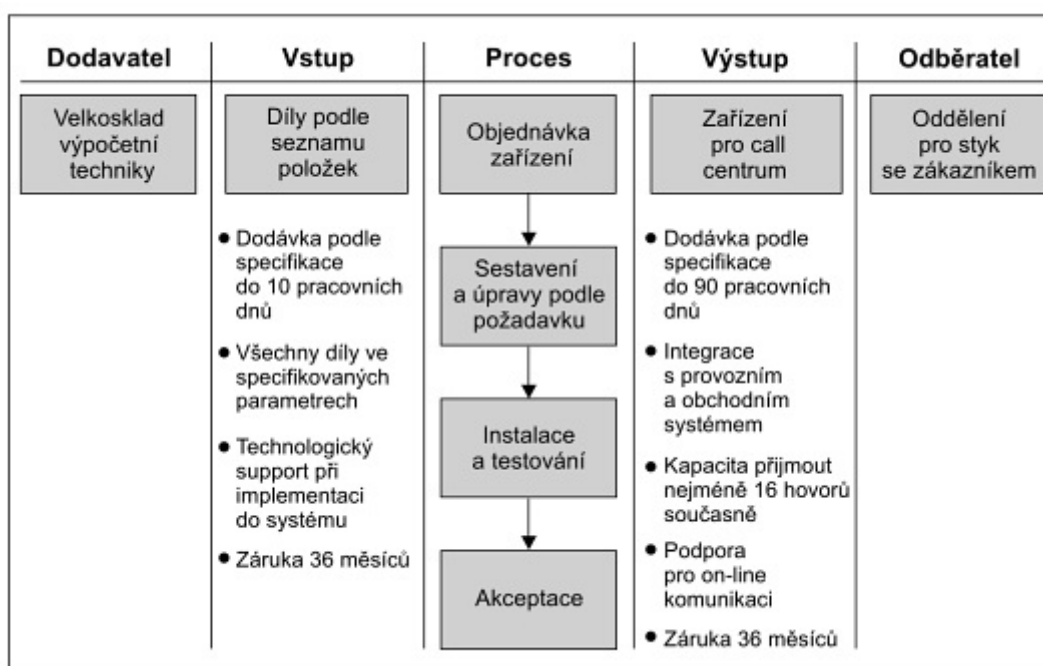 Dodavatel
Vstup
Proces
Výstup
Odběratel
Velkosklad
výpočetní
techniky
Díly podle
seznamu
položek
Objednávka
zařízení
Zařízení
pro call
centrum
Oddělení
pro styk
se zákazníkem
● Dodávka podle
specifikace
do 10 pracovních
dnů
● Všechny díly ve
specifikovaných
parametrech
● Technologický
support při
implementaci
do systému
● Záruka 36 měsíců
Sestavení
a úpravy podle
požadavku
Instalace
a testování
Akceptace
● Dodávka podle
specifikace
do 90 pracovních
dnů
● Integrace
s provozním
a obchodním
systémem
● Kapacita přijmout
nejméně 16 hovorů
současně
● Podpora
pro on-line
komunikaci
● Záruka 36 měsíců